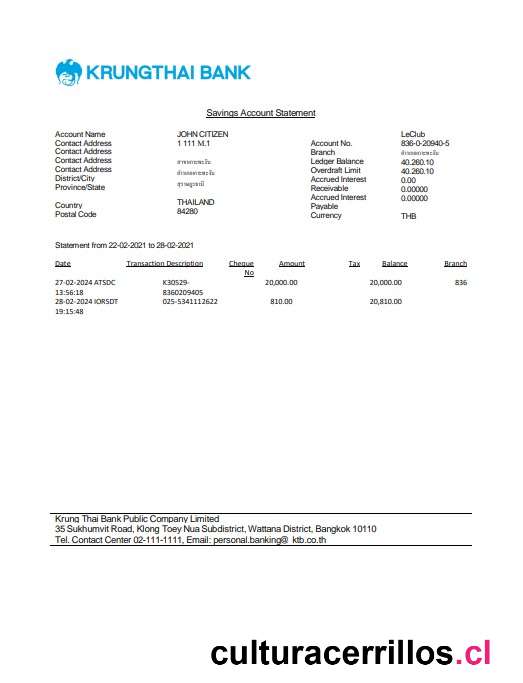 KRUNGTHAI BANK
Savings Account Statement
Account Name JOHN CITIZEN LeClub
Contact Address 1 111 M.1 Account No. 836-0-20940-5
Contact Address Branch
Contact Address Ledger Balance 40.260.10
Contact Address Overdraft Limit 40.260.10
District/City Accrued Interest 0.00
Province/State Receivable 0.00000
Accrued Interest 0.00000
Country THAILAND Payable
Postal Code 84280 Currency THB
Statement from 22-02-2021 to 28-02-2021
Date Transaction Description Cheque No Amount Tax Balance Branch
27-02-2024 ATSDC K30529- 20,000.00 20,000.00 836
13:56:18 8360209405
28-02-2024 IORSDT 025-5341112622 810.00 20,810.00
19:15:48
Krung Thai Bank Public Company Limited
35 Sukhumvit Road, Klong Toey Nua Subdistrict, Wattana District, Bangkok 10110
Tel. Contact Center 02-111-1111, Email: personal.banking@ ktb.co.th
culturacerrillos.cl